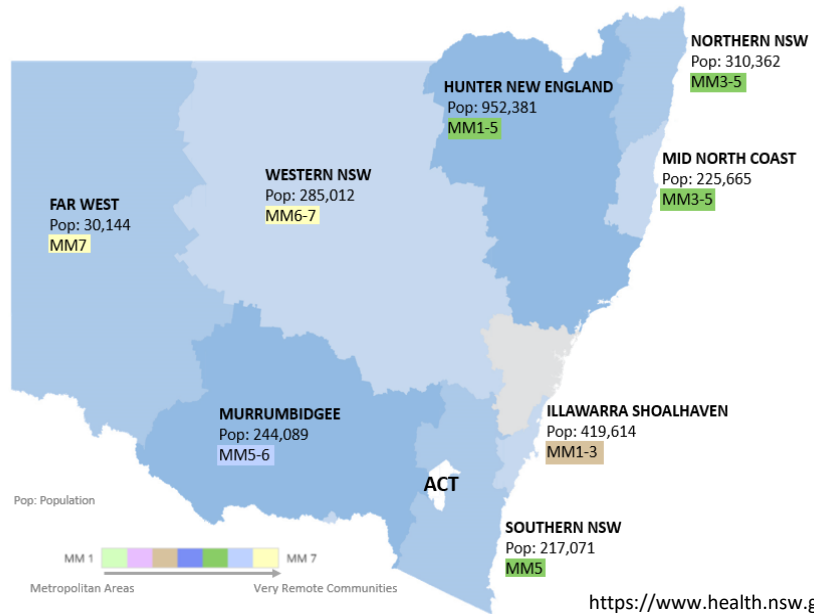 NORTHERN NSW
Pop: 310,362
MM3-5
HUNTER NEW ENGLAND
Pop: 952,381
MM1-5
MID NORTH COAST
Pop: 225,665
MM3-5
WESTERN NSW
Pop: 285,012
MM6-7
FAR WEST
Pop: 30,144
MM7
MURRUMBIDGEE
Pop: 244,089
MM5-6
ILLAWARRA SHOALHAVEN
Pop: 419,614
MM1-3
ACT
SOUTHERN NSW
Pop: 217,071
MM5
Pop: Population
MM 1
MM 7
Metropolitan Areas
Very Remote Communities
https://www.health.nsw.g